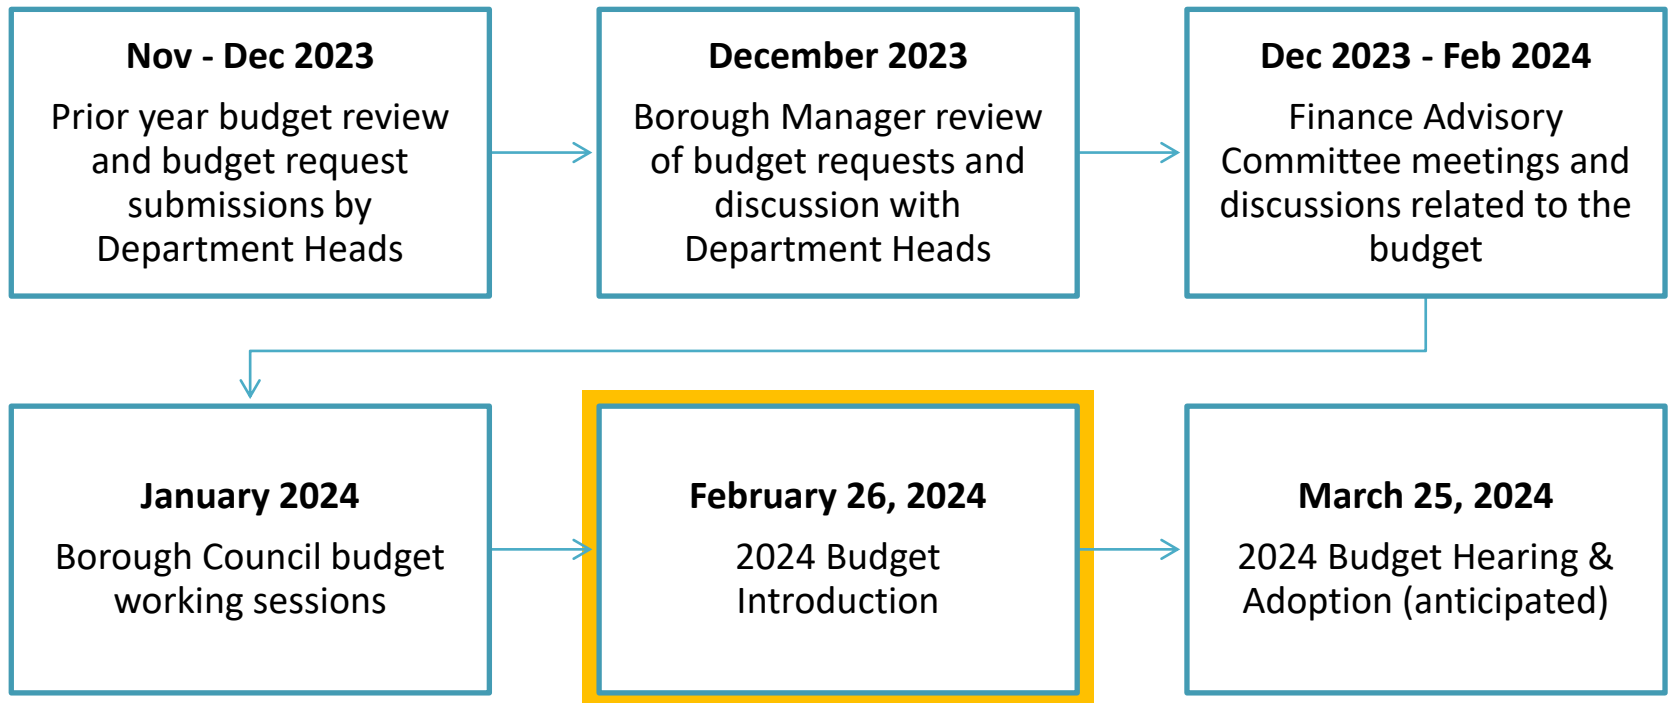 Nov - Dec 2023
Prior year budget review
and budget request
submissions by
Department Heads
December 2023
Borough Manager review
of budget requests and
discussion with
Department Heads
Dec 2023 - Feb 2024
Finance Advisory
Committee meetings and
discussions related to the
budget
January 2024
Borough Council budget
working sessions
February 26, 2024
2024 Budget
Introduction
March 25, 2024
2024 Budget Hearing &
Adoption (anticipated)